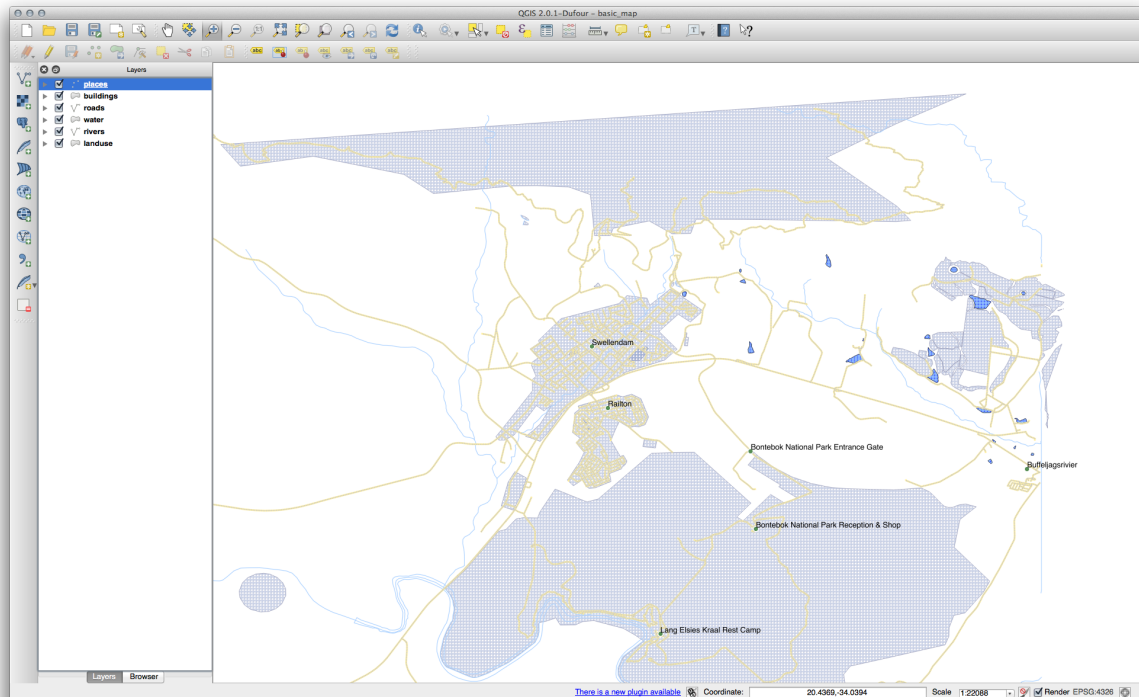 QGIS 2.0.1-Dufour - basic_map
Layers
places
buildings
roads
water
rivers
landuse
Swellendam
Railton
Bontebok National Park Entrance Gate
Buffeljagsrivier
Bontebok National Park Reception & Shop
Lang Elsies Kraal Rest Camp
Layers Browser
There is a new plugin available Coordinate: 20.4369,-34.0394 Scale 1:22088 Render EPSG:4326